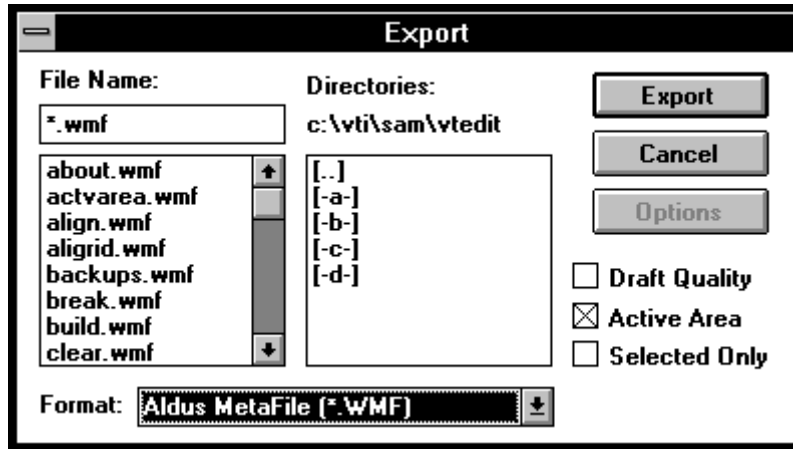 Export
File Name:
*.wmf
about.wmf
actvarea.wmf
align.wmf
aligrid.wmf
backups.wmf
break.wmf
build.wmf
clear.wmf
Directories:
c:\vti\sam\vtedit
[..]
[-a-]
[-b-]
[-c-]
[-d-]
Export
Cancel
Options
Draft Quality
Active Area
Selected Only
Format: Aldus MetaFile (*.WMF)